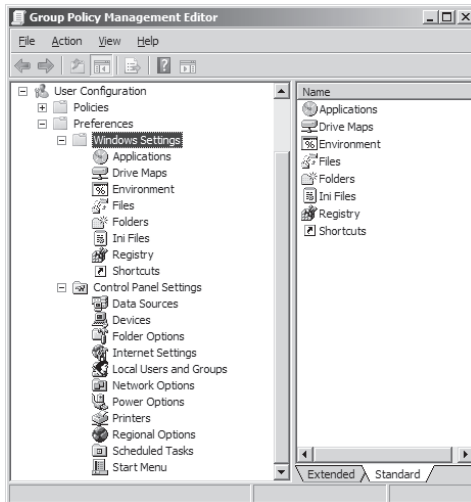 Group Policy Management Editor
File Action View Help
User Configuration
Policies
Preferences
Windows Settings
Applications
Drive Maps
Environment
Files
Folders
Ini Files
Registry
Shortcuts
Control Panel Settings
Data Sources
Devices
Folder Options
Internet Settings
Local Users and Groups
Network Options
Power Options
Printers
Regional Options
Scheduled Tasks
Start Menu
Name
Applications
Drive Maps
Environment
Files
Folders
Ini Files
Registry
Shortcuts
Extended Standard